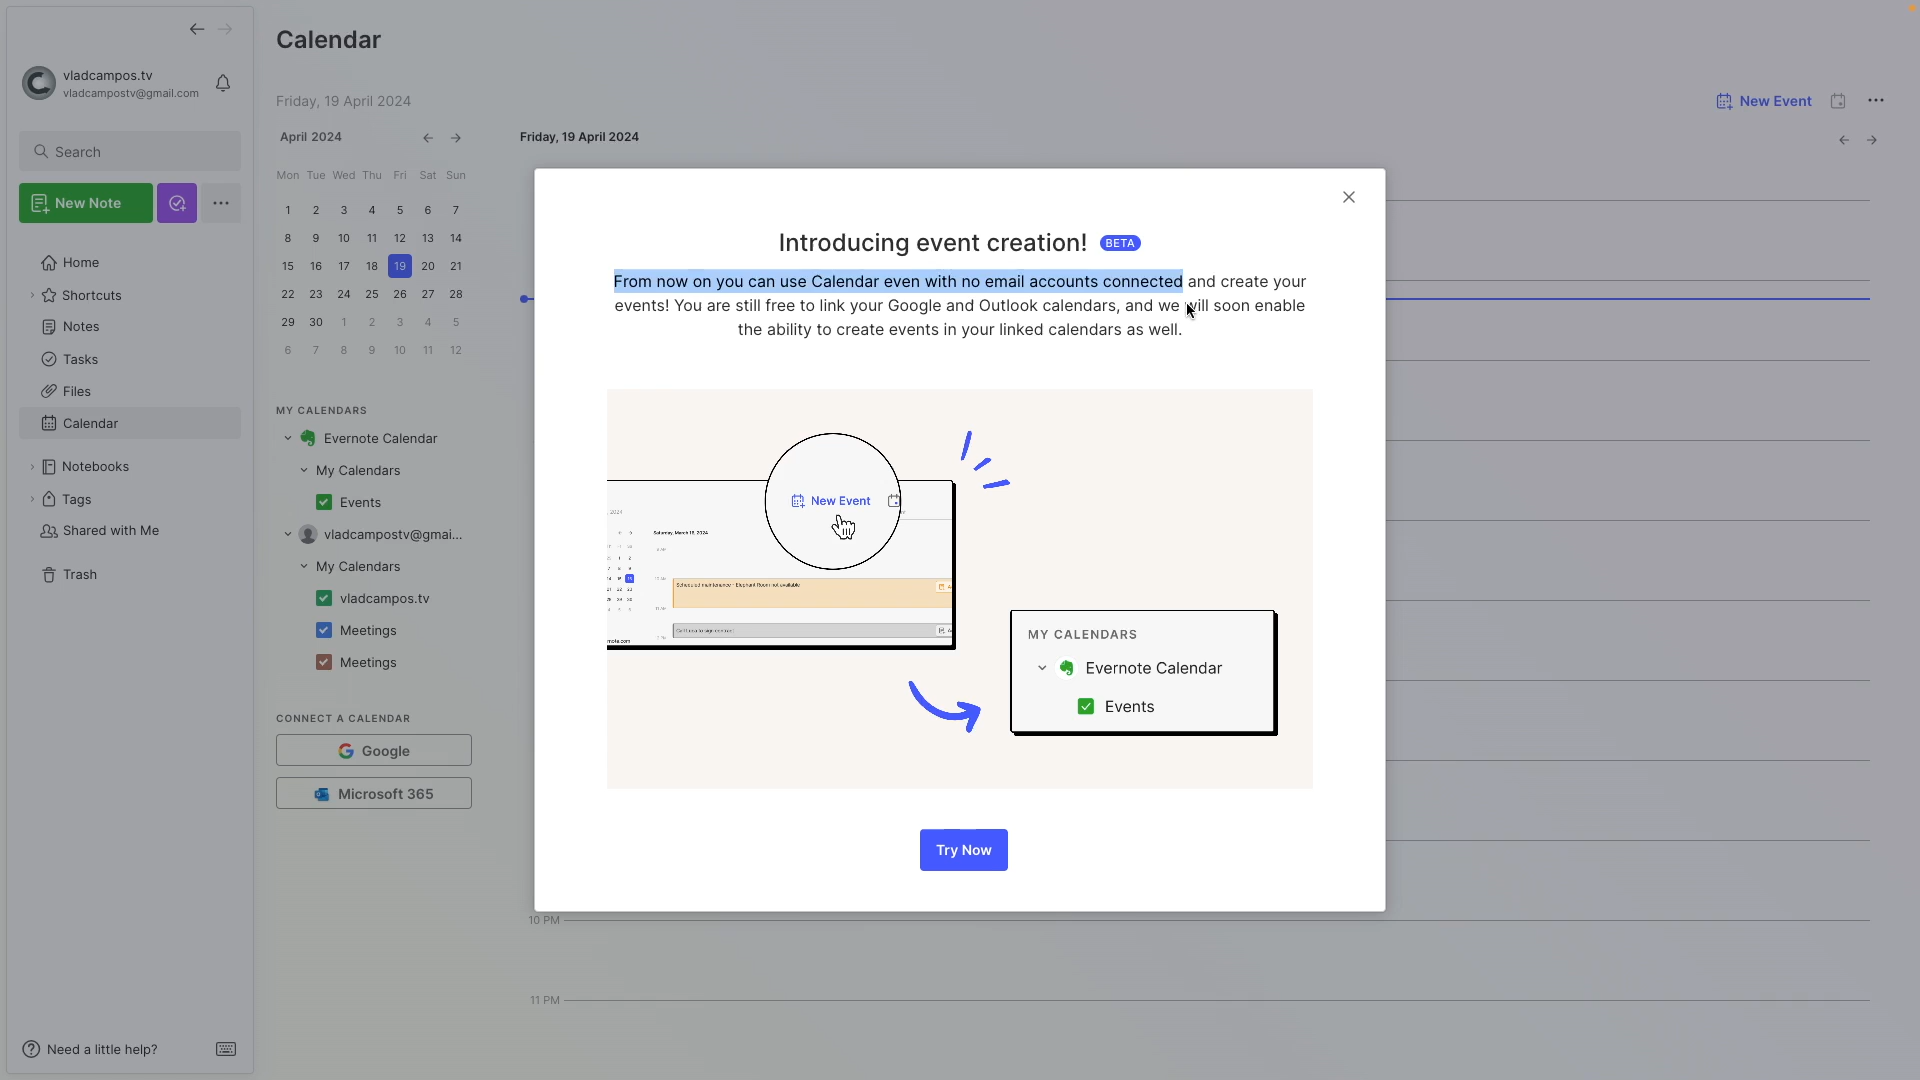 vladcampos.tv
vladcampostv@gmail.com
Search
New Note
Home
Shortcuts
Notes
Tasks
Files
Calendar
Notebooks
Tags
Shared with Me
Trash
Need a little help?
Calendar
Friday, 19 April 2024
New Event
April 2024
Mon Tue Wed Thu Fri Sat Sun
1 2 3 4 5 6 7
8 9 10 11 12 13 14
15 16 17 18 19 20 21
22 23 24 25 26 27 28
29 30 1 2 3 4 5
6 7 8 9 10 11 12
MY CALENDARS
Evernote Calendar
My Calendars
Events
vladcampostv@gmai...
My Calendars
vladcampos.tv
Meetings
Meetings
CONNECT A CALENDAR
Google
Microsoft 365
Friday, 19 April 2024
Introducing event creation! BETA
From now on you can use Calendar even with no email accounts connected and create your
events! You are still free to link your Google and Outlook calendars, and we will soon enable
the ability to create events in your linked calendars as well.
New Event
Scheduled maintenance - Elephant Room not available
MY CALENDARS
Evernote Calendar
Events
Try Now
10 PM
11 PM